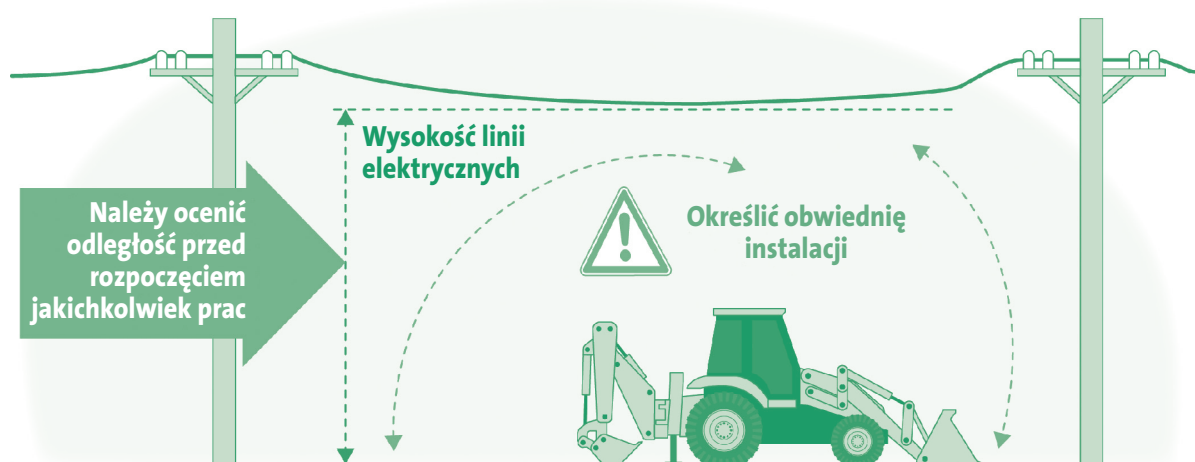 Wysokość linii
elektrycznych
Należy ocenić
odległość przed
rozpoczęciem
jakichkolwiek prac
Określić obwiednię
instalacji